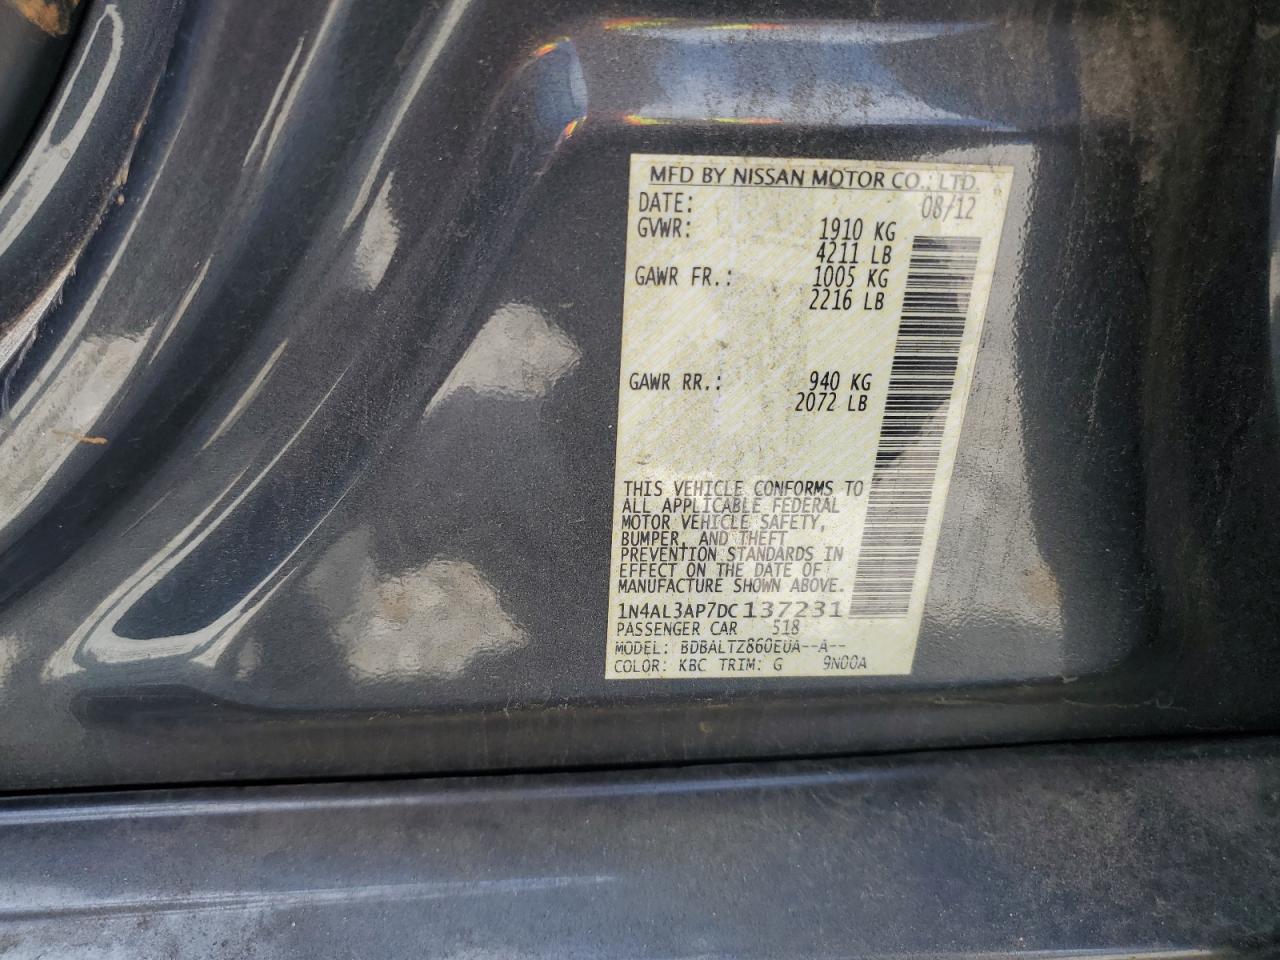 MFD BY NISSAN MOTOR CO., LTD.
DATE: 08/12
GVWR: 1910 KG
4211 LB
GAWR FR.: 1005 KG
2216 LB
GAWR RR.: 940 KG
2072 LB
THIS VEHICLE CONFORMS TO
ALL APPLICABLE FEDERAL
MOTOR VEHICLE SAFETY,
BUMPER, AND THEFT
PREVENTION STANDARDS IN
EFFECT ON THE DATE OF
MANUFACTURE SHOWN ABOVE.
1N4AL3AP7DC137231
PASSENGER CAR 518
MODEL: BDBALTZ860EUA--A--
COLOR: KBC TRIM: G 9N00A